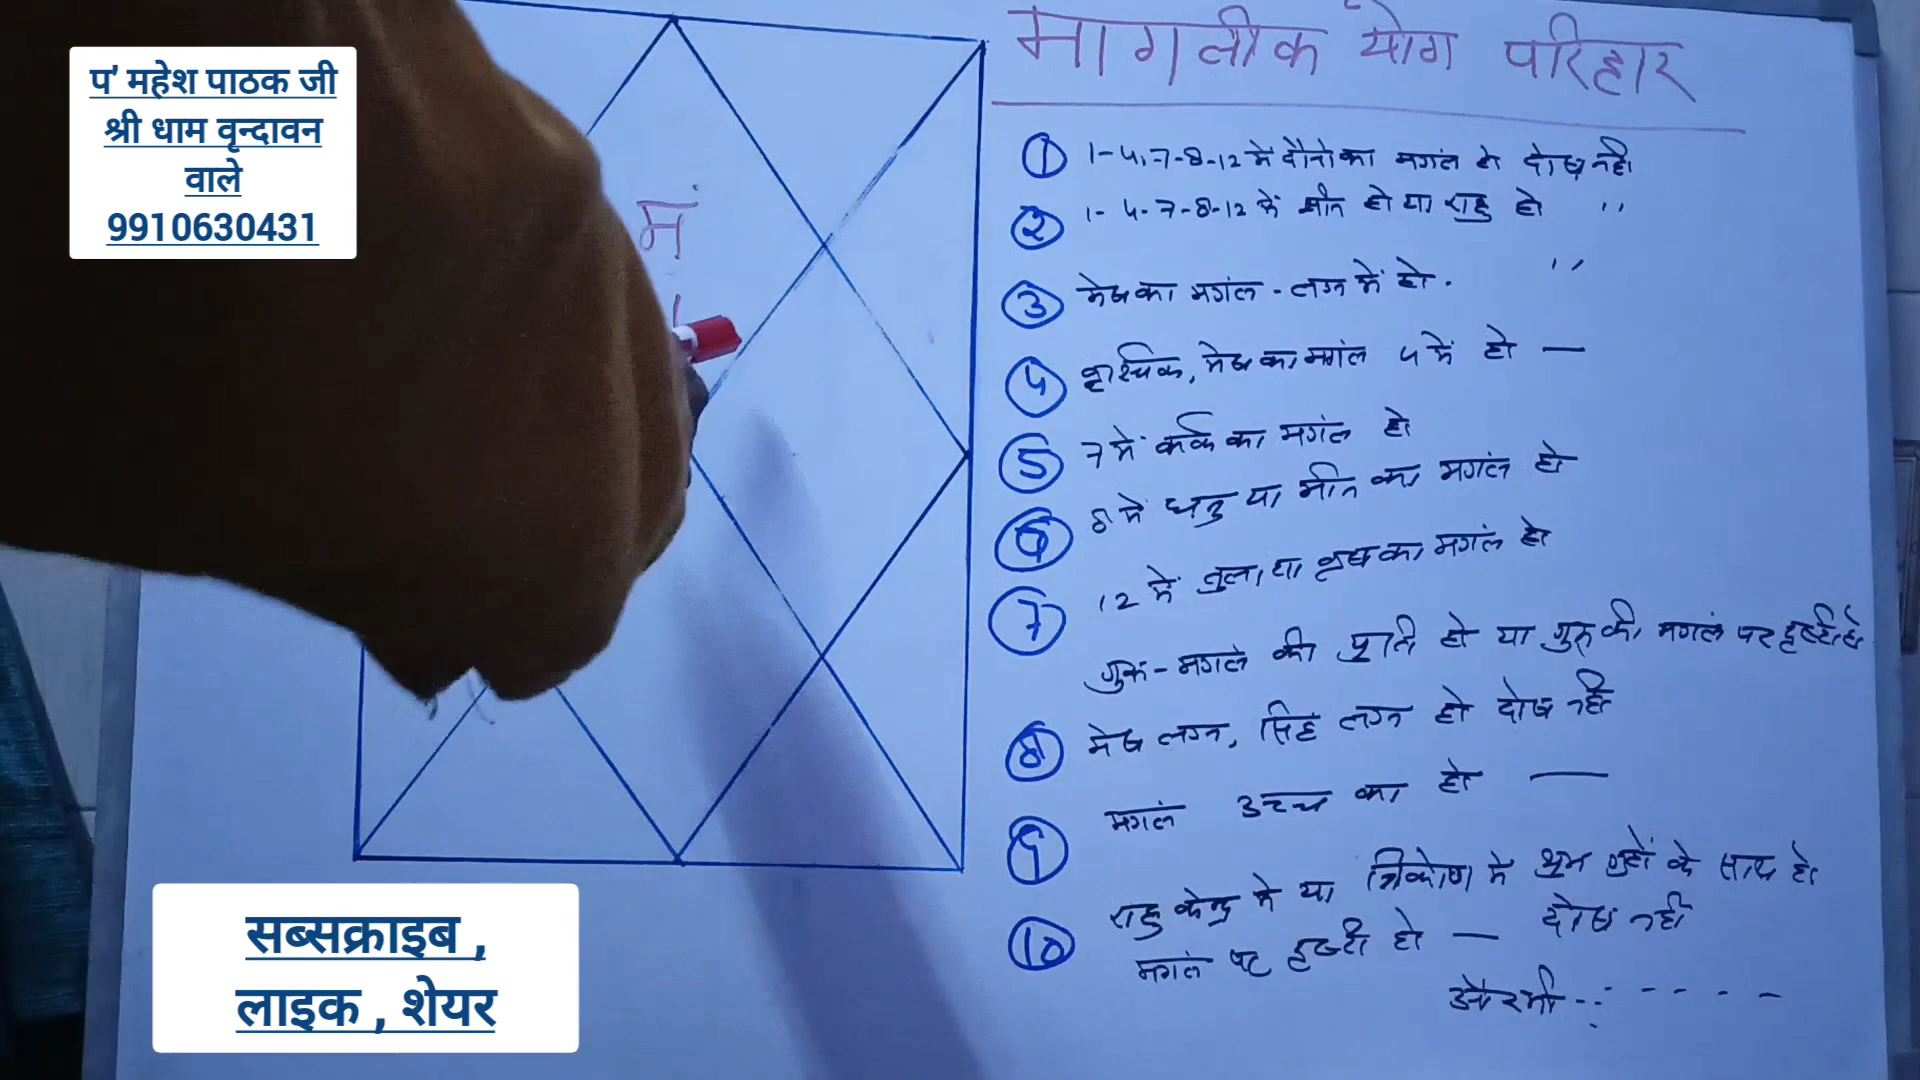 प' महेश पाठक जी
श्री धाम वृन्दावन
वाले
9910630431
मागलीक योग परिहार
① 1-4-7-8-12 में दौनो का मगंल हो दोष नही
② 1-4-7-8-12 में हो या राहु हो ,,
③ मेष का मगंल - लग्न में हो . ,,
④ वृश्चिक, मेष का मगंल 4 में हो —
⑤ 7 में कर्क का मगंल हो
⑥ 8 में धनु या मीन का मगंल हो
⑦ 12 में तुला या वृष का मगंल हो
गुरू - मगंल की युति हो या गुरु की मगंल पर दृष्टी हो
⑧ मेष लग्न, सिहं लग्न हो दोष नही
⑨ मगंल उच्च का हो —
⑩ राहु केन्द्र मे या त्रिकोण मे शुभ ग्रहों के साथ हो
मगंल पर दृष्टी हो — दोष नही
और भी - - - - -
मं
सब्सक्राइब ,
लाइक , शेयर